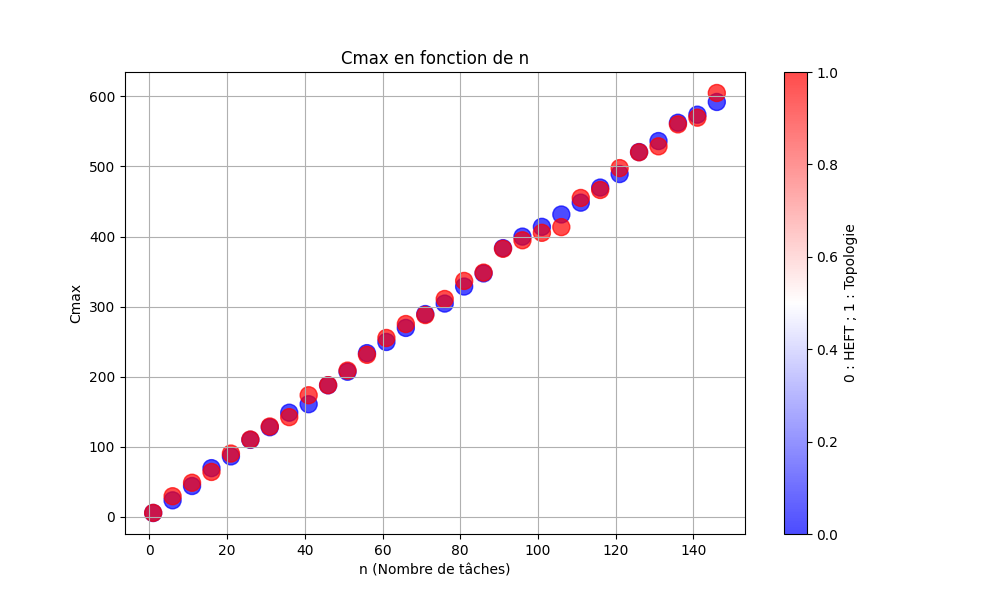 Cmax en fonction de n
Cmax
600
500
400
300
200
100
0
0 20 40 60 80 100 120 140
n (Nombre de tâches)
1.0
0.8
0.6
0.4
0.2
0.0
0 : HEFT ; 1 : Topologie